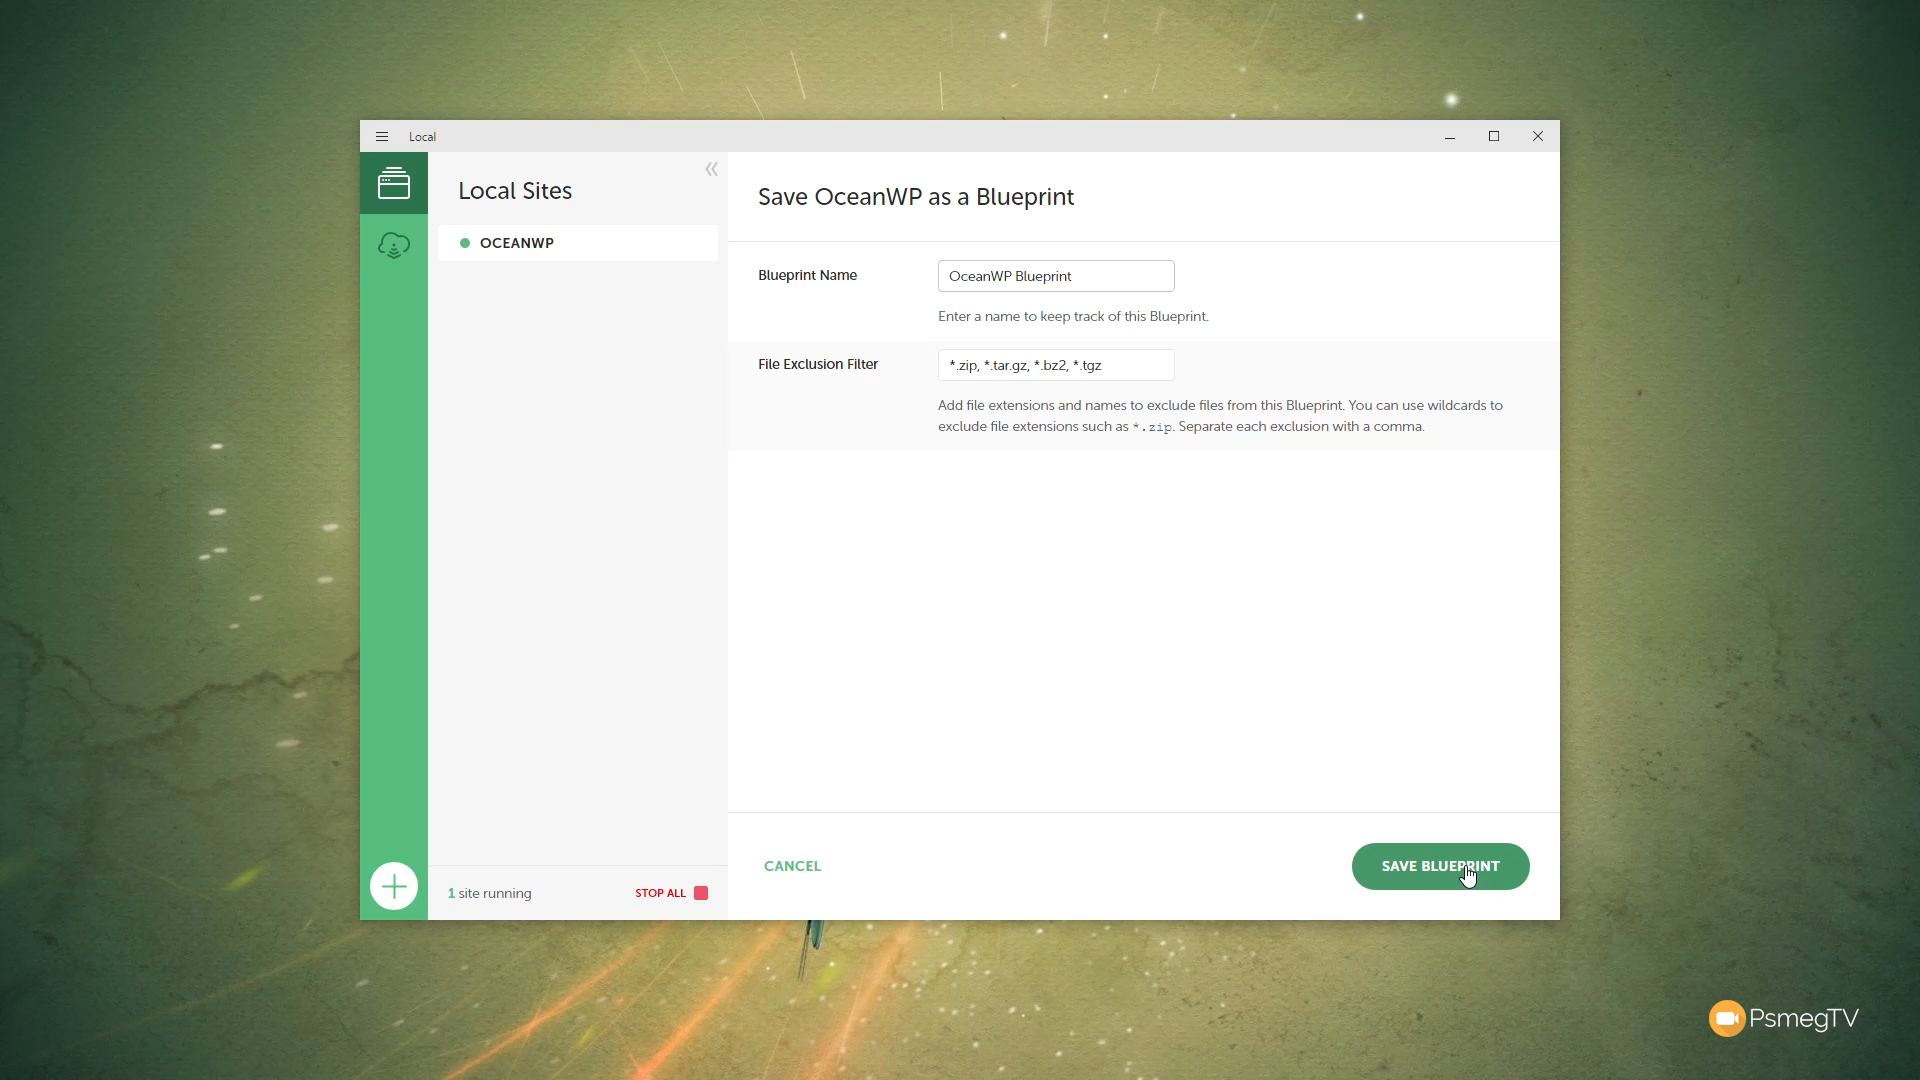 Local
Local Sites
OCEANWP
Save OceanWP as a Blueprint
Blueprint Name
OceanWP Blueprint
Enter a name to keep track of this Blueprint.
File Exclusion Filter
*.zip, *.tar.gz, *.bz2, *.tgz
Add file extensions and names to exclude files from this Blueprint. You can use wildcards to
exclude file extensions such as *.zip. Separate each exclusion with a comma.
1 site running
STOP ALL
CANCEL
SAVE BLUEPRINT
PsmegTV